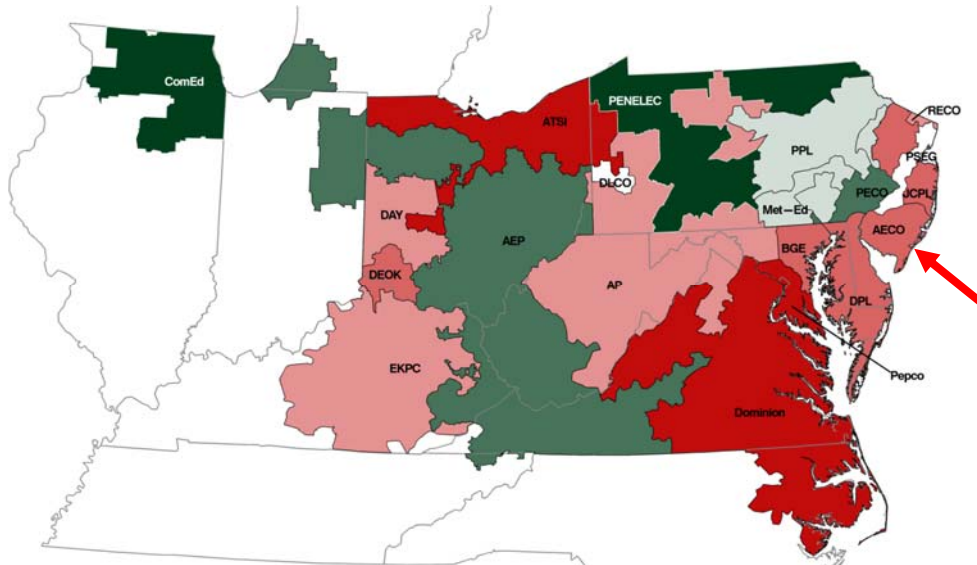 ComEd
PENELEC
RECO
ATSI
PPL
PSEG
DLCO
PECO
JCPL
DAY
Met-Ed
AECO
AEP
BGE
DEOK
AP
DPL
EKPC
Pepco
Dominion